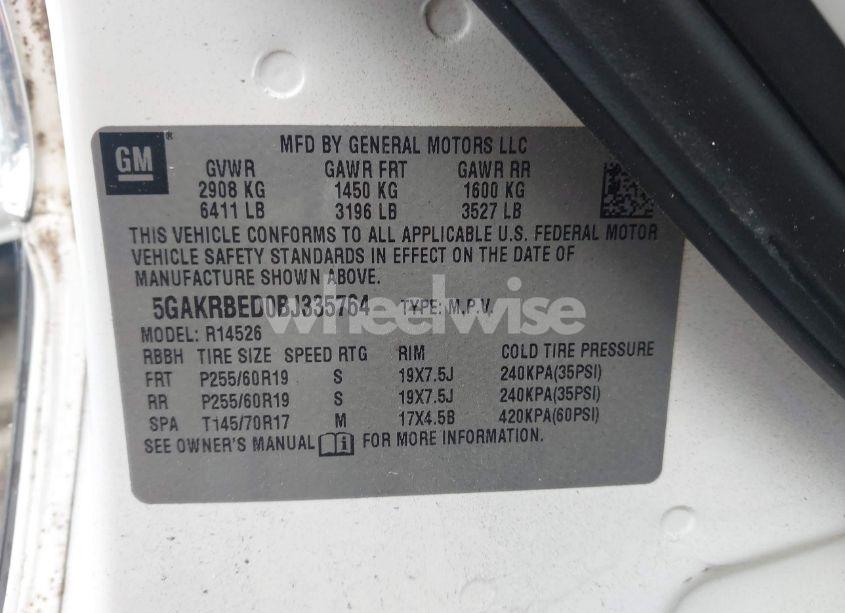 GM
MFD BY GENERAL MOTORS LLC
GVWR GAWR FRT GAWR RR
2908 KG 1450 KG 1600 KG
6411 LB 3196 LB 3527 LB
THIS VEHICLE CONFORMS TO ALL APPLICABLE U.S. FEDERAL MOTOR
VEHICLE SAFETY STANDARDS IN EFFECT ON THE DATE OF
MANUFACTURE SHOWN ABOVE.
5GAKRBED0BJ335764 TYPE: M.P.V.
wheelwise
MODEL: R14526
RBBH TIRE SIZE SPEED RTG RIM COLD TIRE PRESSURE
FRT P255/60R19 S 19X7.5J 240KPA(35PSI)
RR P255/60R19 S 19X7.5J 240KPA(35PSI)
SPA T145/70R17 M 17X4.5B 420KPA(60PSI)
SEE OWNER'S MANUAL FOR MORE INFORMATION.